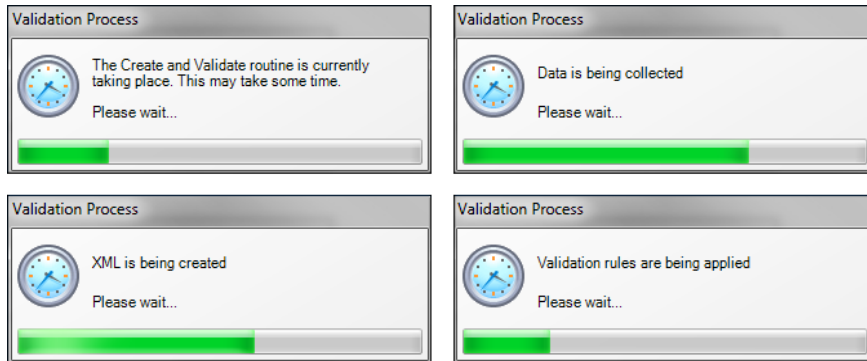 Validation Process
The Create and Validate routine is currently
taking place. This may take some time.
Please wait...
Validation Process
Data is being collected
Please wait...
Validation Process
XML is being created
Please wait...
Validation Process
Validation rules are being applied
Please wait...